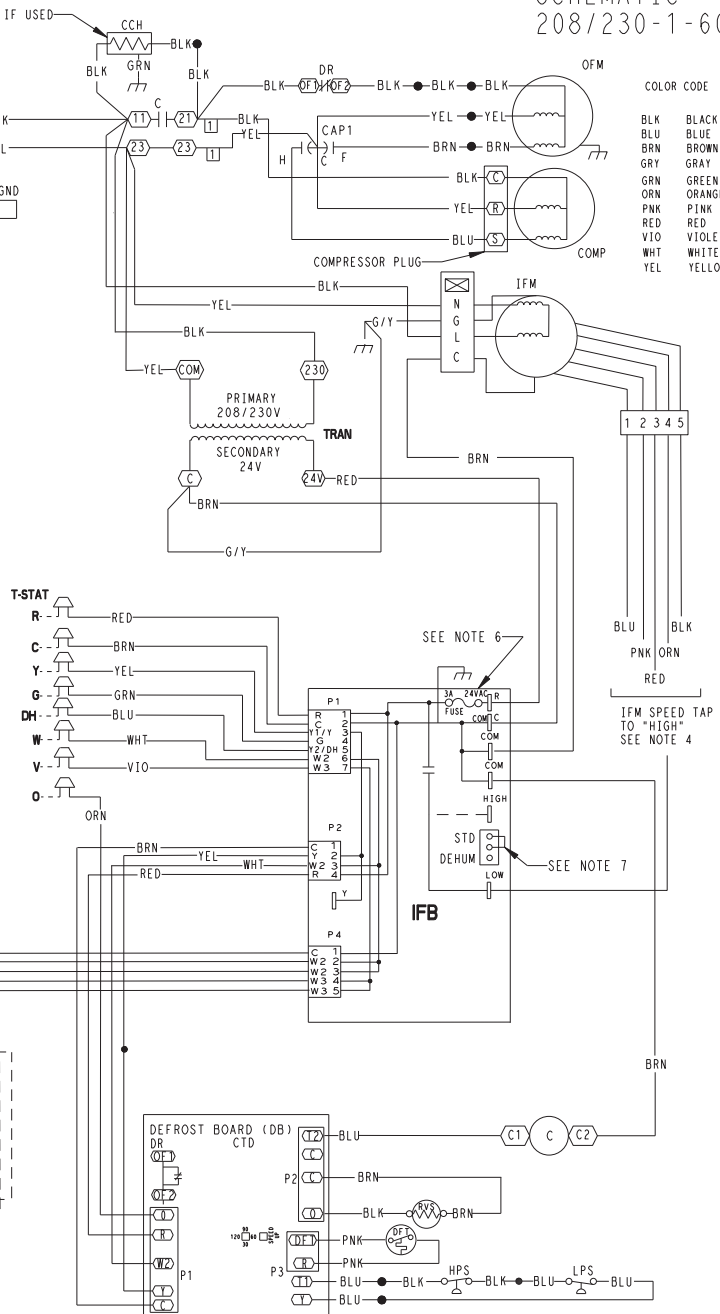 SCHEMATIC
208/230-1-60
IF USED
CCH
BLK
GRN
BLK
BLK
DR
BLK OF1 OF2 BLK BLK BLK
OFM
COLOR CODE
BLK BLACK
BLU BLUE
BRN BROWN
GRY GRAY
GRN GREEN
ORN ORANGE
PNK PINK
RED RED
VIO VIOLE
WHT WHITE
YEL YELLO
K
11 C 21 1 BLK
YEL YEL
L
23 23 1 YEL
CAP1
H C F
BRN BRN
GND
BLK C
YEL R
BLU S
COMPRESSOR PLUG
COMP
BLK
IFM
YEL
N
G
L
C
G/Y
BLK
YEL COM
230
PRIMARY
208/230V
TRAN
SECONDARY
24V
C
24V RED
BRN
BRN
G/Y
1 2 3 4 5
BLU
PNK
RED
ORN
BLK
IFM SPEED TAP
TO "HIGH"
SEE NOTE 4
T-STAT
R RED
C BRN
Y YEL
G GRN
DH BLU
W WHT
V VIO
O
ORN
SEE NOTE 6
P1
R 1
C 2
Y1/Y 3
G 4
Y2/DH 5
W2 6
W3 7
3A 24VAC R
FUSE
COM C
COM
COM
HIGH
STD
DEHUM
SEE NOTE 7
LOW
IFB
P2
BRN C 1
YEL Y 2
WHT W2 3
RED R 4
Y
P4
C 1
W2 2
W2 3
W3 4
W3 5
BRN
DEFROST BOARD (DB)
DR CTD
OF1
OF2
T2 BLU
C1 C C2
C
P2 C BRN
O BLK RVS BRN
O
R
W2
P1
Y
C
90
120 60
30
SPEED
UP
DF1 PNK DFT
R PNK
P3
T1 BLU BLK HPS BLK BLU LPS BLU
Y BLU